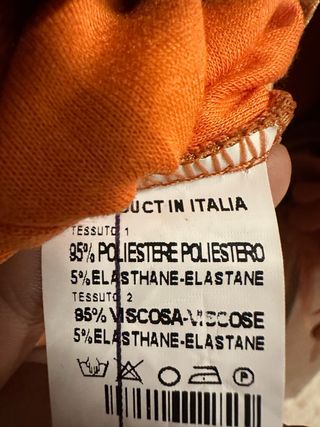 UCT IN ITALIA
TESSUTO 1
95% POLIESTERE POLIESTERO
5% ELASTHANE-ELASTANE
TESSUTO 2
95% VISCOSA-VISCOSE
5% ELASTHANE-ELASTANE
P